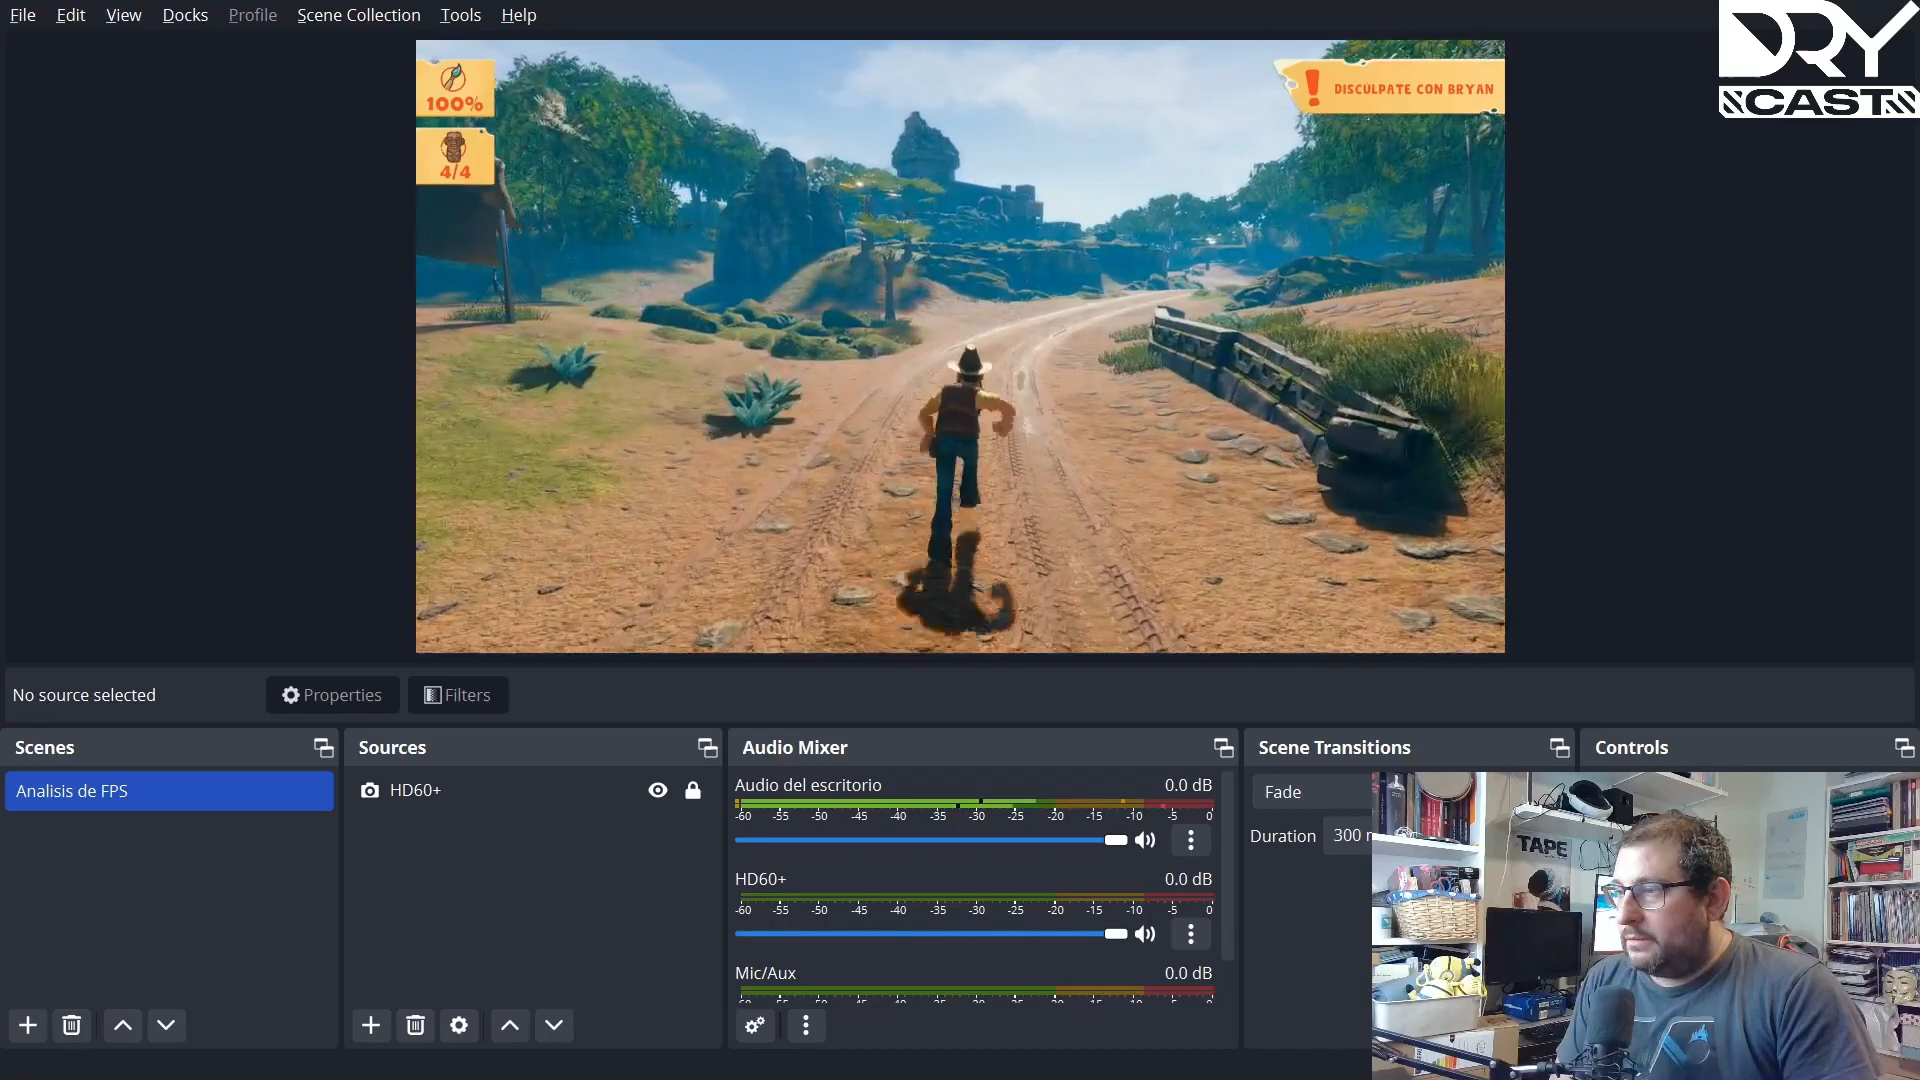 File Edit View Docks Profile Scene Collection Tools Help
DRY
CAST
100%
4/4
DISCÚLPATE CON BRYAN
No source selected Properties Filters
Scenes
Analisis de FPS
Sources
HD60+
Audio Mixer
Audio del escritorio 0.0 dB
-60 -55 -50 -45 -40 -35 -30 -25 -20 -15 -10 -5 0
HD60+ 0.0 dB
-60 -55 -50 -45 -40 -35 -30 -25 -20 -15 -10 -5 0
Mic/Aux 0.0 dB
Scene Transitions
Fade
Duration 300
Controls
TAPE